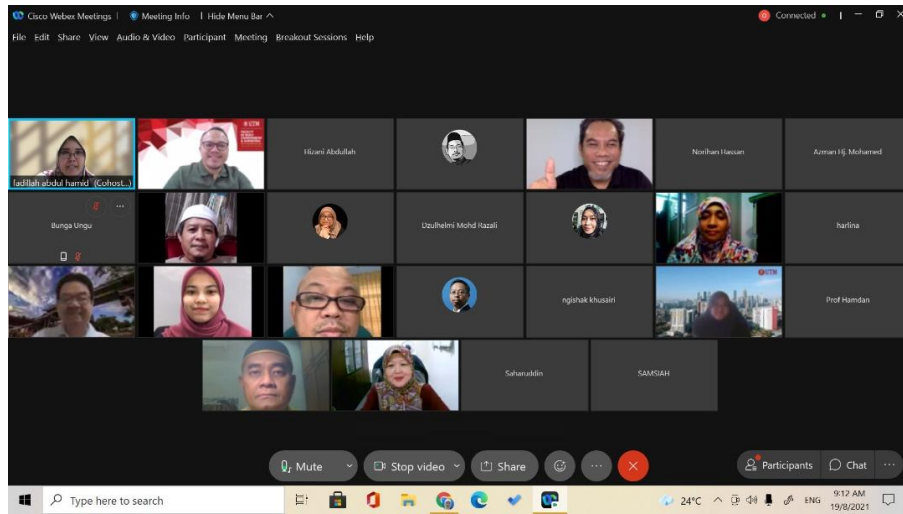 Cisco Webex Meetings | Meeting Info | Hide Menu Bar ^
Connected
File Edit Share View Audio & Video Participant Meeting Breakout Sessions Help
fadillah abdul hamid (Cohost...)
UTM
Hizani Abdullah
Norihan Hassan
Azman Hj. Mohamed
Bunga Ungu
Dzulhelmi Mohd Razali
harlina
ngishak khusairi
UTM
Prof Hamdan
Saharuddin
SAMSIAH
Mute
Stop video
Share
Participants
Chat
Type here to search
24°C
ENG
9:12 AM
19/8/2021